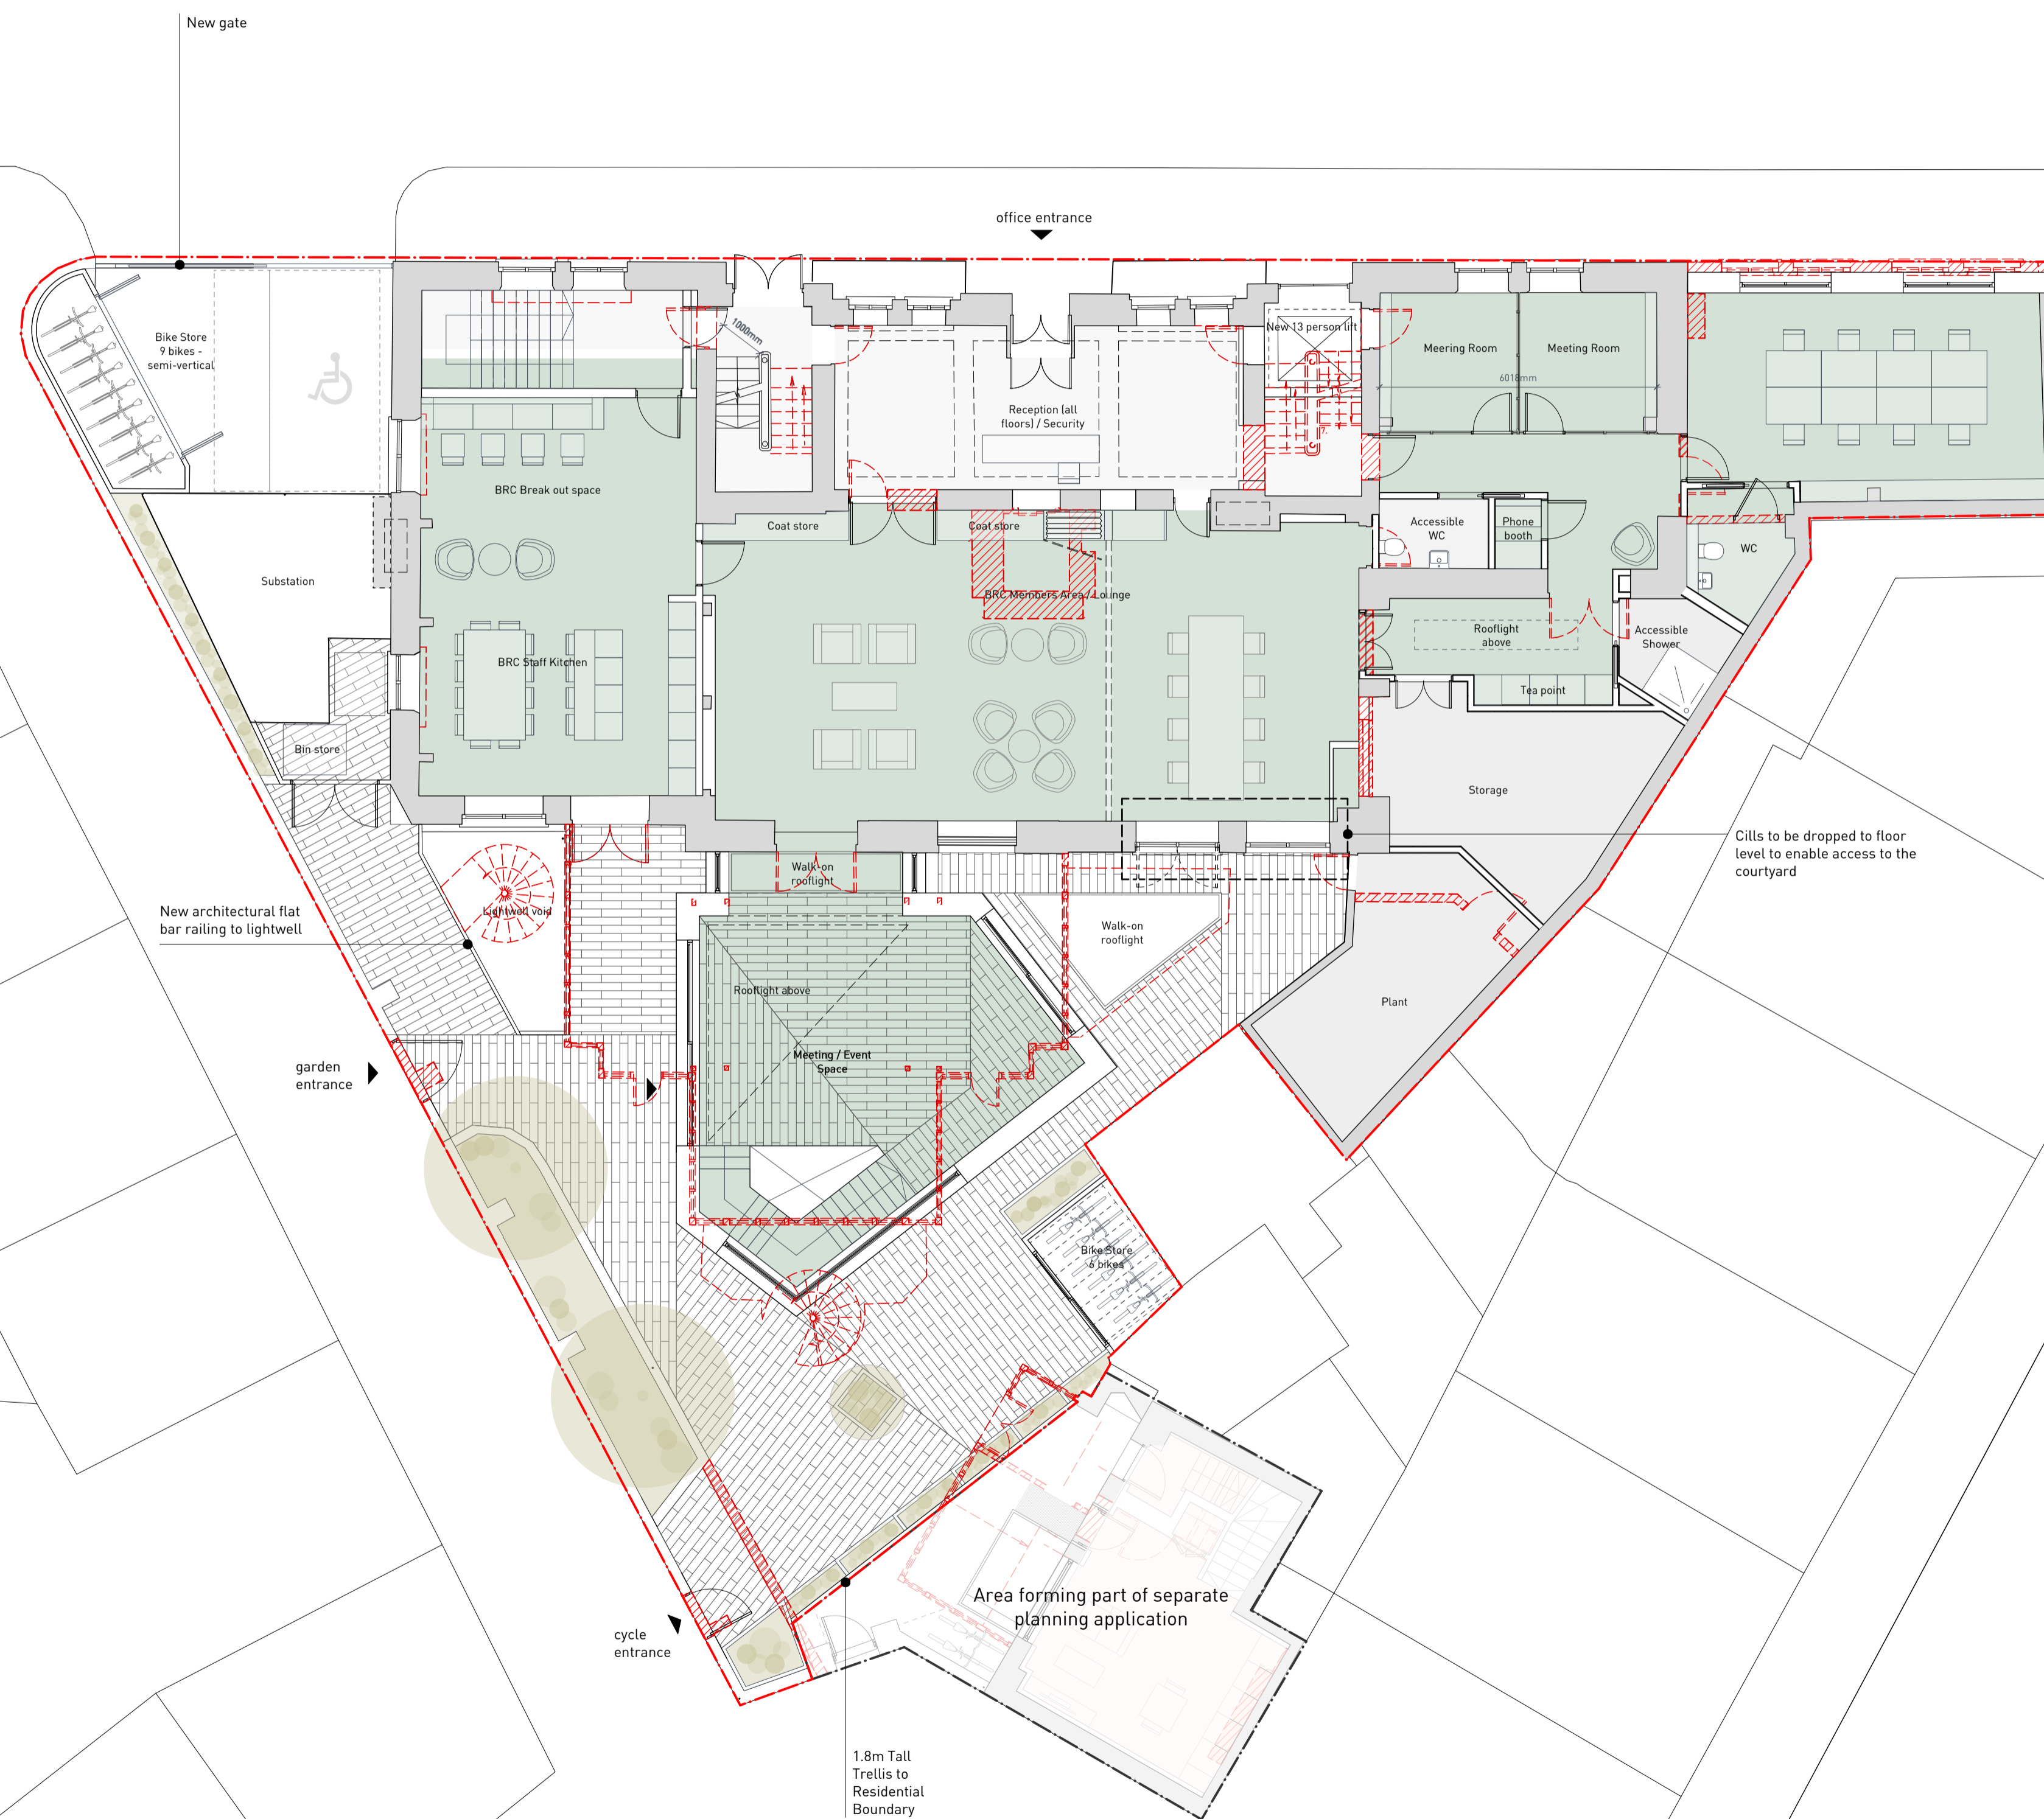 New gate
office entrance
Bike Store
9 bikes -
semi-vertical
1000mm
New 13 person lift
Meering Room
Meeting Room
6018mm
Reception (all
floors) / Security
7.
BRC Break out space
Coat store
Coat store
Accessible
WC
Phone
booth
WC
Substation
BRC Members Area / Lounge
Rooflight
above
Accessible
Shower
BRC Staff Kitchen
Tea point
Bin store
Storage
Cills to be dropped to floor
level to enable access to the
courtyard
Walk-on
rooflight
New architectural flat
bar railing to lightwell
Lightwell void
Walk-on
rooflight
Rooflight above
Plant
Meeting / Event
Space
garden
entrance
Bike Store
6 bikes
Area forming part of separate
planning application
cycle
entrance
1.8m Tall
Trellis to
Residential
Boundary